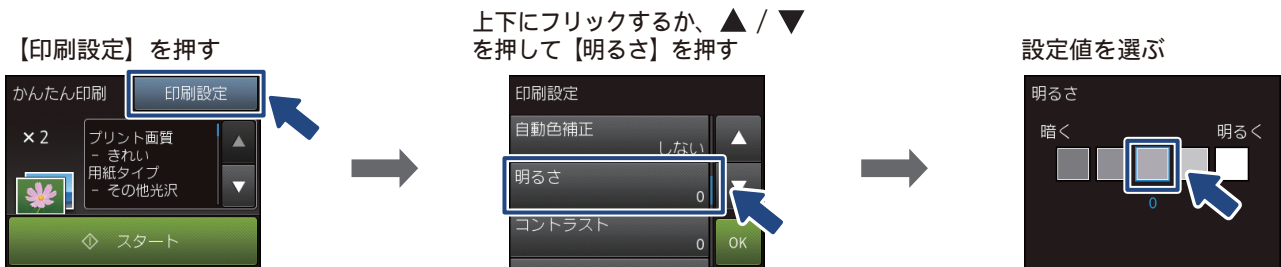 【印刷設定】を押す
かんたん印刷
印刷設定
×2
プリント画質
- きれい
用紙タイプ
- その他光沢
スタート
上下にフリックするか、▲ / ▼
を押して【明るさ】を押す
印刷設定
自動色補正
しない
明るさ
0
コントラスト
0
OK
設定値を選ぶ
明るさ
暗く
明るく
0